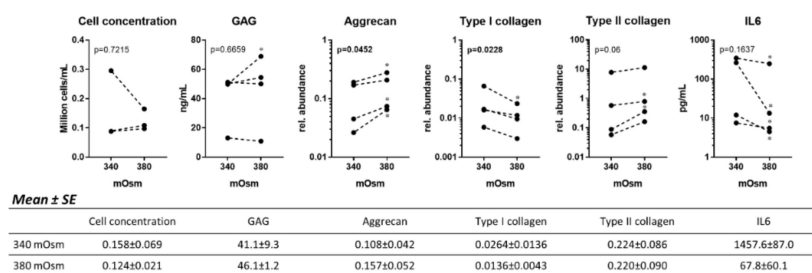 Cell concentration GAG Aggrecan Type I collagen Type II collagen IL6
p=0.7215 p=0.6659 p=0.0452 p=0.0228 p=0.06 p=0.1637
Million cells/mL ng/mL rel. abundance rel. abundance rel. abundance pg/mL
0.4 80 1 1 100 1000
0.3 60 0.1 10 100
0.2 40 0.1 0.01 1 10
0.1 20 0.1
0.0 0 0.01 0.001 0.01 1
340 380 340 380 340 380 340 380 340 380 340 380
mOsm mOsm mOsm mOsm mOsm mOsm
Mean ± SE
Cell concentration GAG Aggrecan Type I collagen Type II collagen IL6
340 mOsm 0.158±0.069 41.1±9.3 0.108±0.042 0.0264±0.0136 0.224±0.086 1457.6±87.0
380 mOsm 0.124±0.021 46.1±1.2 0.157±0.052 0.0136±0.0043 0.220±0.090 67.8±60.1